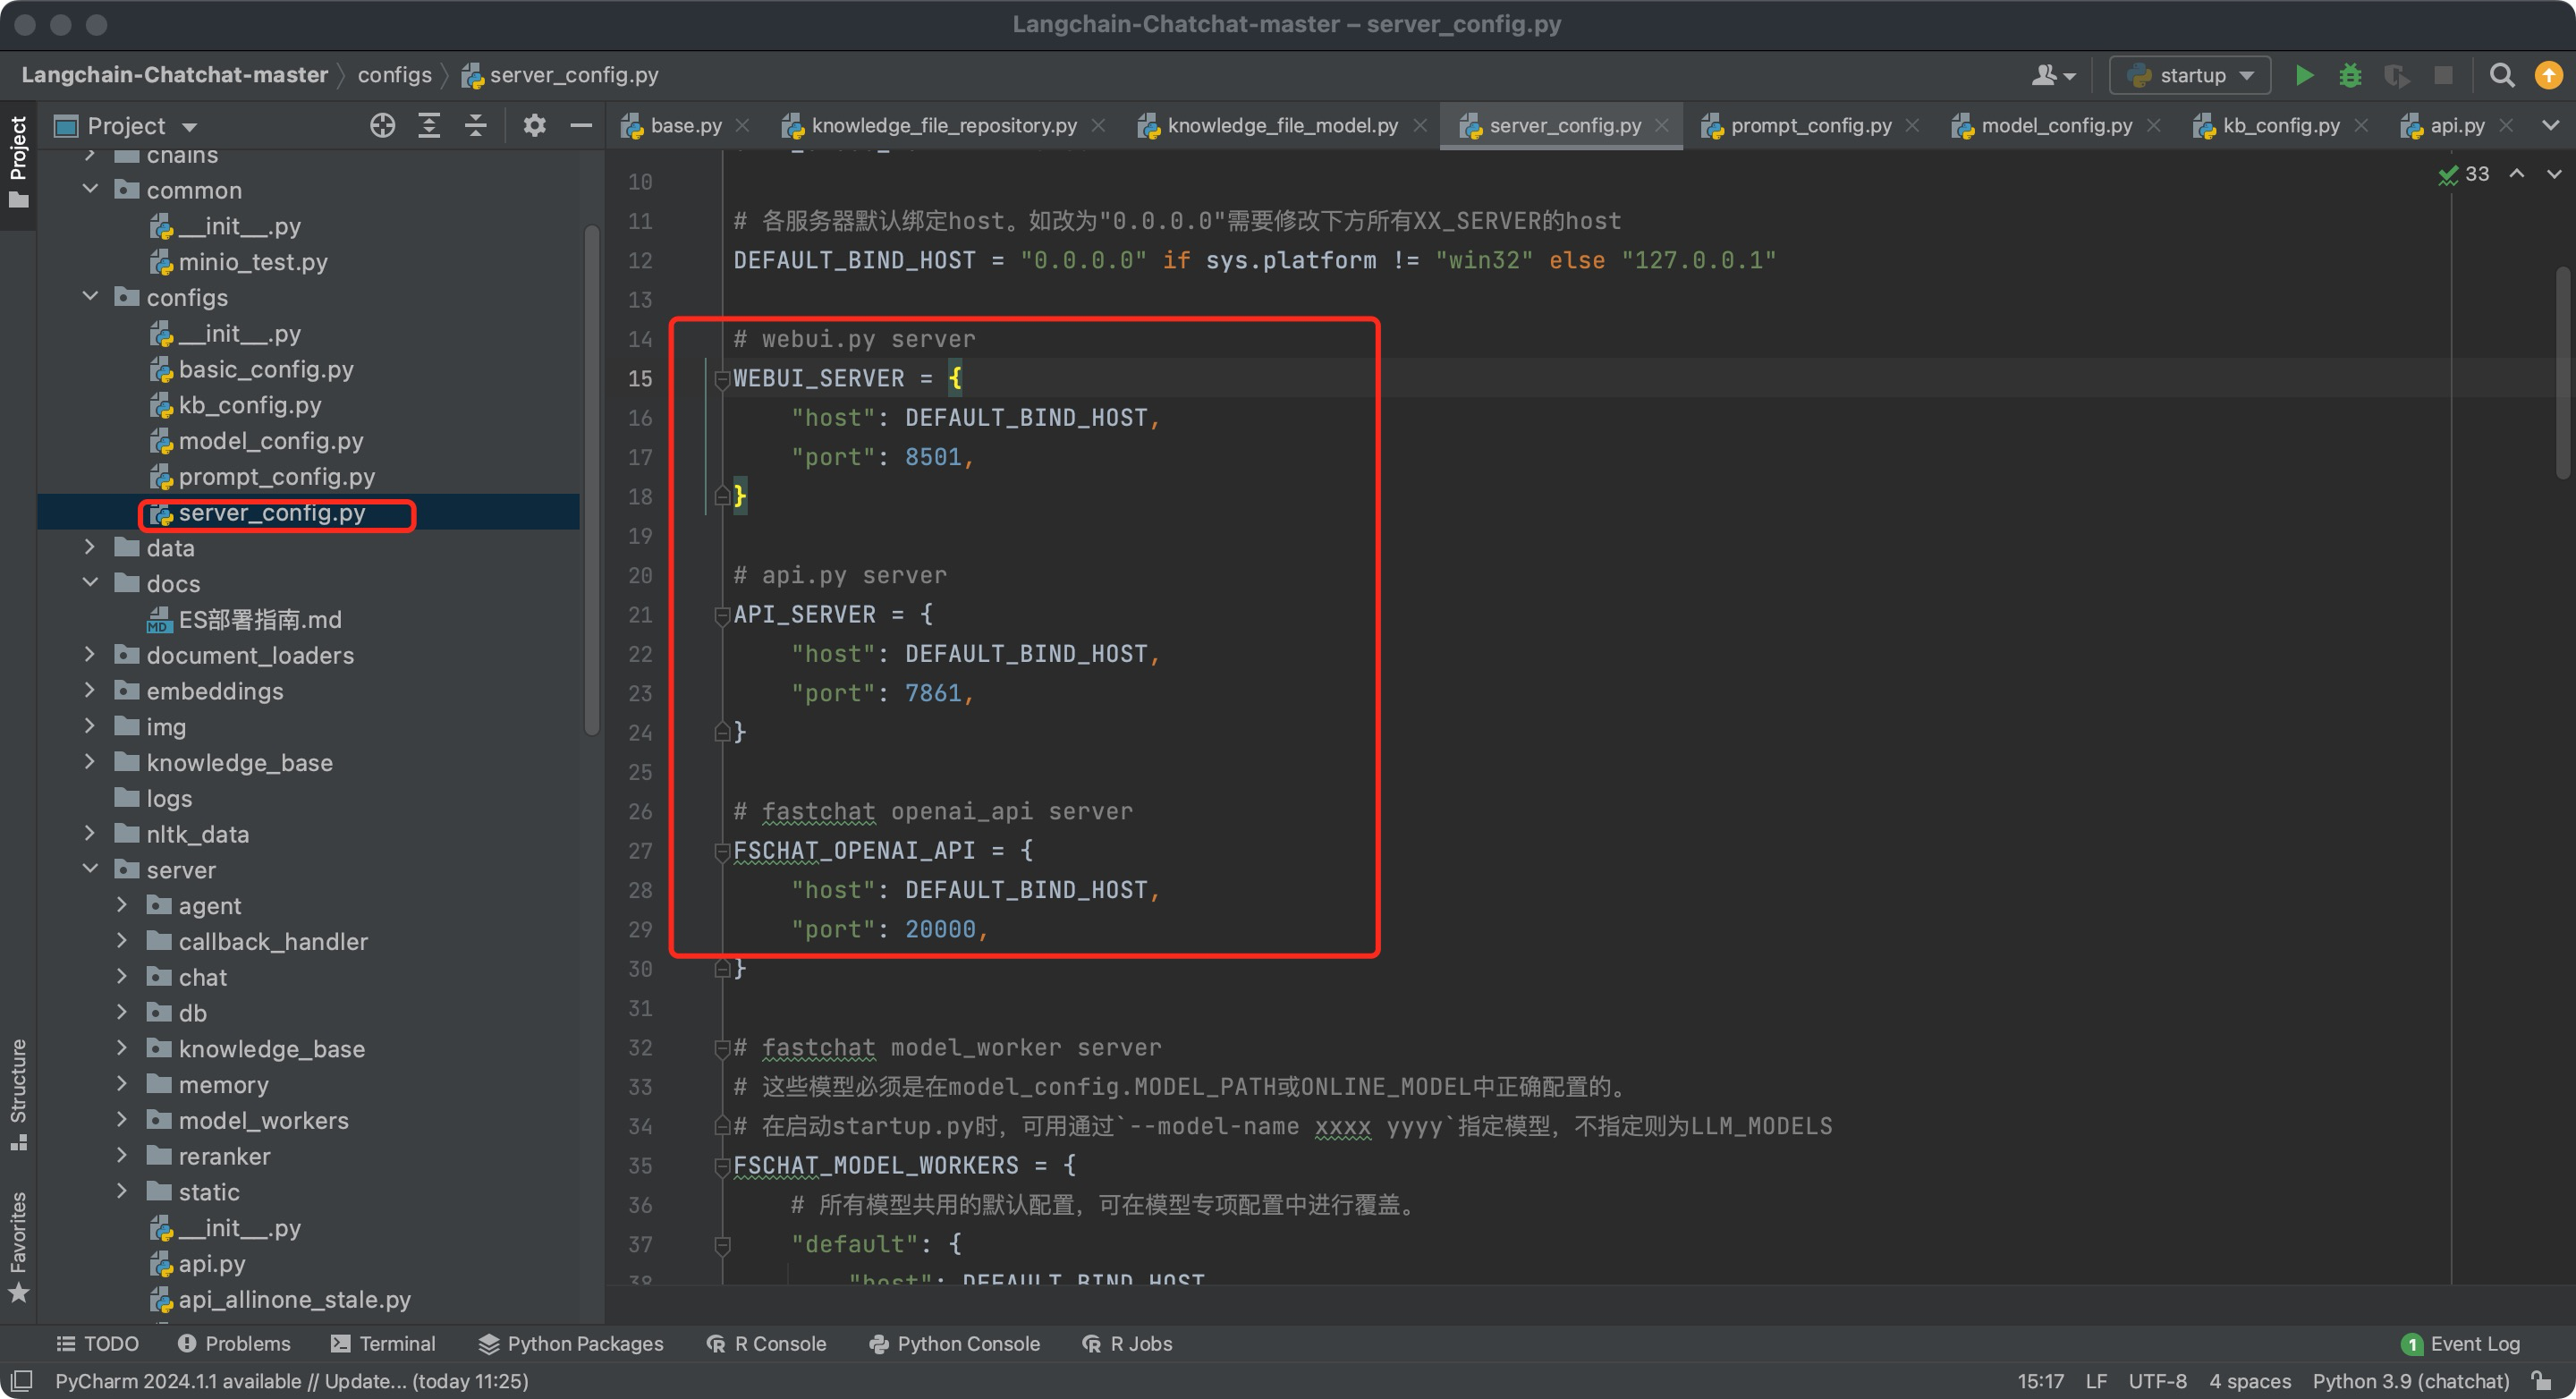 Langchain-Chatchat-master – server_config.py
Langchain-Chatchat-master
configs
server_config.py
startup
Project
base.py
knowledge_file_repository.py
knowledge_file_model.py
server_config.py
prompt_config.py
model_config.py
kb_config.py
api.py
Project
Structure
Favorites
chains
common
__init__.py
minio_test.py
configs
__init__.py
basic_config.py
kb_config.py
model_config.py
prompt_config.py
server_config.py
data
docs
ES部署指南.md
document_loaders
embeddings
img
knowledge_base
logs
nltk_data
server
agent
callback_handler
chat
db
knowledge_base
memory
model_workers
reranker
static
__init__.py
api.py
api_allinone_stale.py
33
10
11 # 各服务器默认绑定host。如改为"0.0.0.0"需要修改下方所有XX_SERVER的host
12 DEFAULT_BIND_HOST = "0.0.0.0" if sys.platform != "win32" else "127.0.0.1"
13
14 # webui.py server
15 WEBUI_SERVER = {
16 "host": DEFAULT_BIND_HOST,
17 "port": 8501,
18 }
19
20 # api.py server
21 API_SERVER = {
22 "host": DEFAULT_BIND_HOST,
23 "port": 7861,
24 }
25
26 # fastchat openai_api server
27 FSCHAT_OPENAI_API = {
28 "host": DEFAULT_BIND_HOST,
29 "port": 20000,
30 }
31
32 # fastchat model_worker server
33 # 这些模型必须是在model_config.MODEL_PATH或ONLINE_MODEL中正确配置的。
34 # 在启动startup.py时，可用通过`--model-name xxxx yyyy`指定模型，不指定则为LLM_MODELS
35 FSCHAT_MODEL_WORKERS = {
36 # 所有模型共用的默认配置，可在模型专项配置中进行覆盖。
37 "default": {
38 "host": DEFAULT_BIND_HOST
TODO
Problems
Terminal
Python Packages
R Console
Python Console
R Jobs
1 Event Log
PyCharm 2024.1.1 available // Update... (today 11:25)
15:17 LF UTF-8 4 spaces Python 3.9 (chatchat)